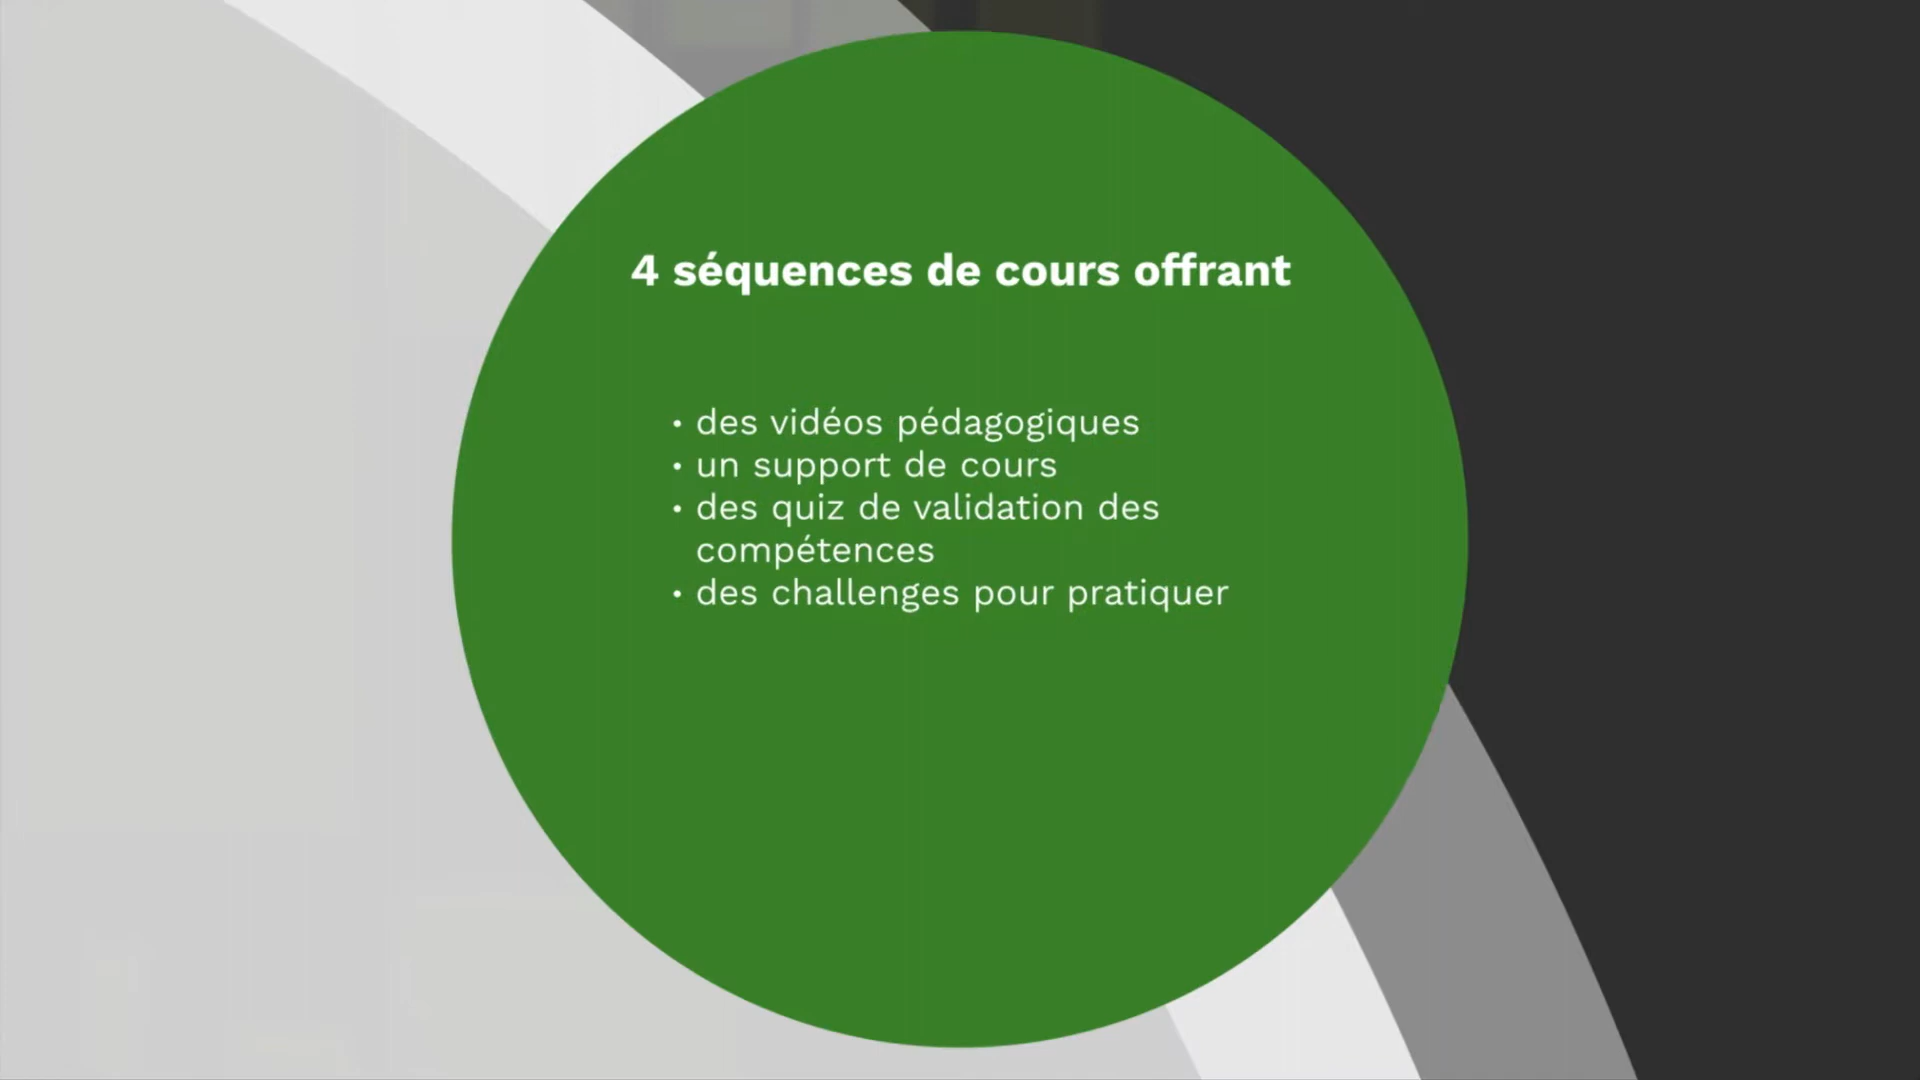 4 séquences de cours offrant
• des vidéos pédagogiques
• un support de cours
• des quiz de validation des
compétences
• des challenges pour pratiquer